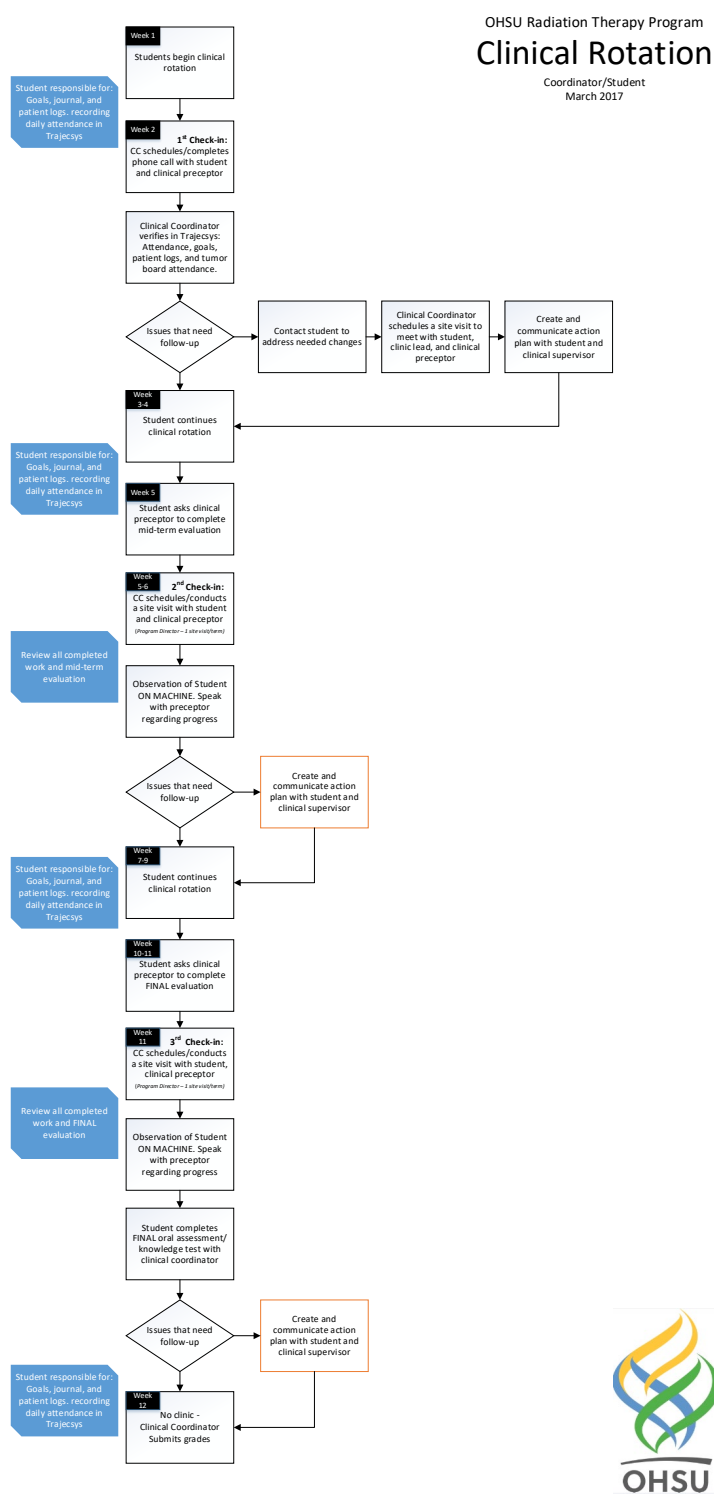 OHSU Radiation Therapy Program
Clinical Rotation
Coordinator/Student
March 2017
Week 1
Students begin clinical
rotation
Student responsible for:
Goals, journal, and
patient logs. recording
daily attendance in
Trajecsys
Week 2
1st Check-in:
CC schedules/completes
phone call with student
and clinical preceptor
Clinical Coordinator
verifies in Trajecsys:
Attendance, goals,
patient logs, and tumor
board attendance.
Issues that need
follow-up
Contact student to
address needed changes
Clinical Coordinator
schedules a site visit to
meet with student,
clinic lead, and clinical
preceptor
Create and
communicate action
plan with student and
clinical supervisor
Week
3-4
Student continues
clinical rotation
Student responsible for:
Goals, journal, and
patient logs. recording
daily attendance in
Trajecsys
Week 5
Student asks clinical
preceptor to complete
mid-term evaluation
Week
5-6
2nd Check-in:
CC schedules/conducts
a site visit with student
and clinical preceptor
(Program Director – 1 site visit/term)
Review all completed
work and mid-term
evaluation
Observation of Student
ON MACHINE. Speak
with preceptor
regarding progress
Issues that need
follow-up
Create and
communicate action
plan with student and
clinical supervisor
Week
7-9
Student continues
clinical rotation
Student responsible for:
Goals, journal, and
patient logs. recording
daily attendance in
Trajecsys
Week
10-11
Student asks clinical
preceptor to complete
FINAL evaluation
Week
11
3rd Check-in:
CC schedules/conducts
a site visit with student,
clinical preceptor
(Program Director – 1 site visit/term)
Review all completed
work and FINAL
evaluation
Observation of Student
ON MACHINE. Speak
with preceptor
regarding progress
Student completes
FINAL oral assessment/
knowledge test with
clinical coordinator
Issues that need
follow-up
Create and
communicate action
plan with student and
clinical supervisor
Student responsible for:
Goals, journal, and
patient logs. recording
daily attendance in
Trajecsys
Week
12
No clinic -
Clinical Coordinator
Submits grades
OHSU